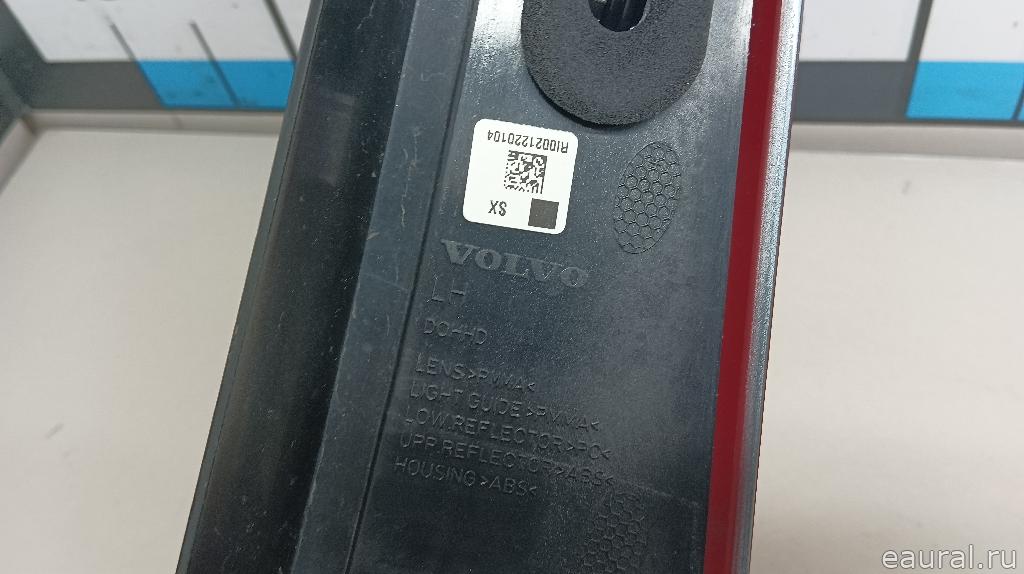 RI0021220104
SX
VOLVO
LH
DOHHD
LENS>PMMA<
LIGHT GUIDE>PMMA<
LOW.REFLECTOR>PC<
UPP.REFLECTOR>ABS<
HOUSING>ABS<
eaural.ru